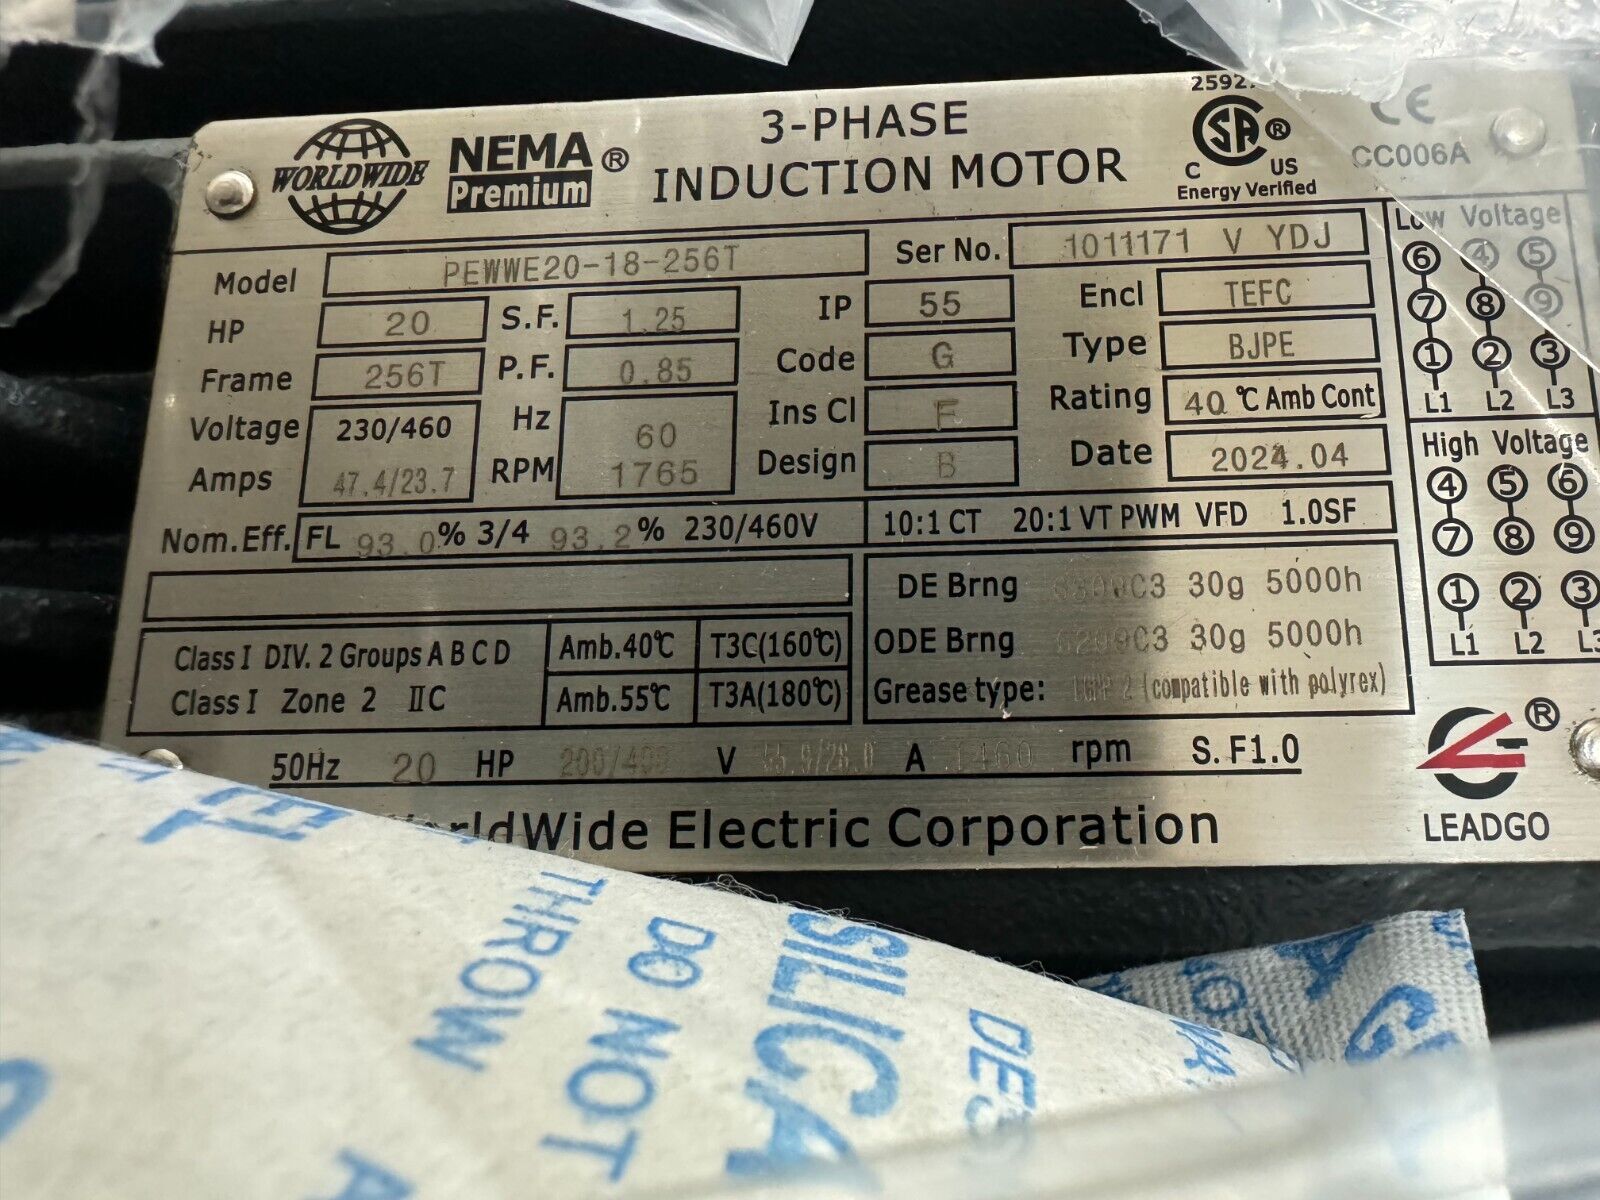 WORLDWIDE
NEMA ®
Premium
3-PHASE
INDUCTION MOTOR
CSA ®
C US
Energy Verified
CE
CC006A
Model PEWWE20-18-256T Ser No. 1011171 V YDJ
HP 20 S.F. 1.25 IP 55 Encl TEFC
Frame 256T P.F. 0.85 Code G Type BJPE
Voltage 230/460 Hz 60 Ins Cl F Rating 40 ℃ Amb Cont
Amps 47.4/23.7 RPM 1765 Design B Date 2024.04
Nom.Eff. FL 93.0% 3/4 93.2% 230/460V 10:1 CT 20:1 VT PWM VFD 1.0SF
DE Brng 6309C3 30g 5000h
ODE Brng 6209C3 30g 5000h
Grease type: 2 (compatible with polyrex)
Class I DIV. 2 Groups A B C D Amb.40℃ T3C(160℃)
Class I Zone 2 IIC Amb.55℃ T3A(180℃)
50Hz 20 HP V A 1460 rpm S.F1.0
WorldWide Electric Corporation
Low Voltage
6 4 5
7 8 9
1 2 3
L1 L2 L3
High Voltage
4 5 6
7 8 9
1 2 3
L1 L2
®
LEADGO
SILICA
DO NOT
THROW